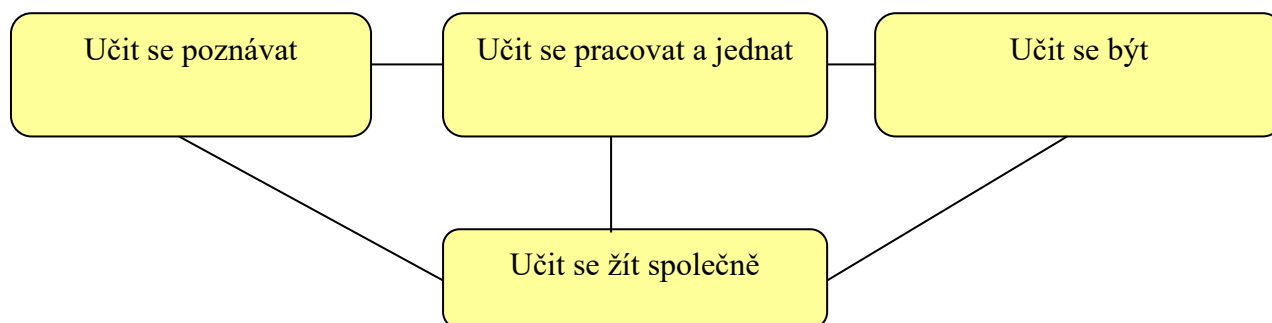 Učit se poznávat
Učit se pracovat a jednat
Učit se být
Učit se žít společně